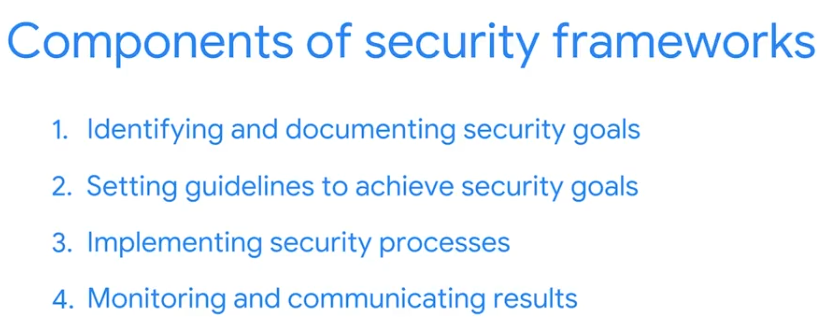 Components of security frameworks
1. Identifying and documenting security goals
2. Setting guidelines to achieve security goals
3. Implementing security processes
4. Monitoring and communicating results